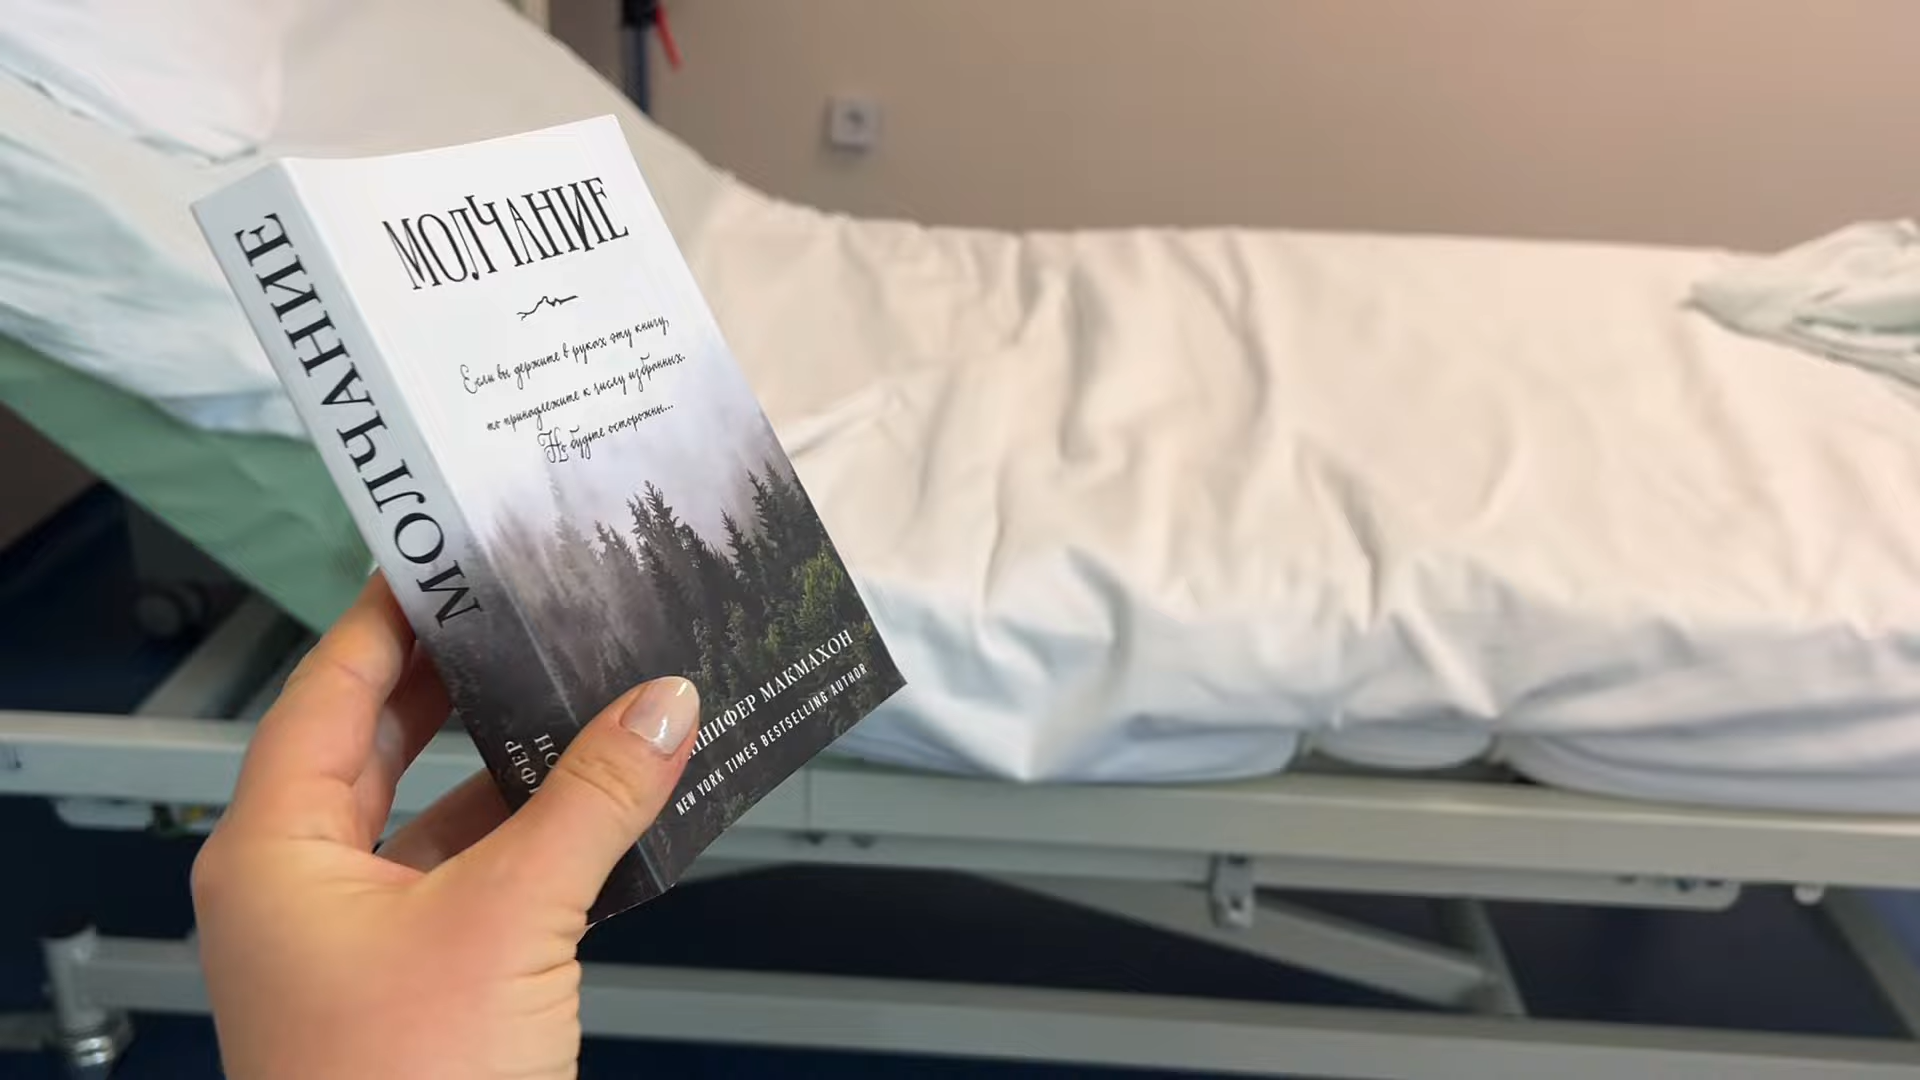 МОЛЧАНИЕ
МОЛЧАНИЕ
Если вы держите в руках эту книгу,
то принадлежите к числу избранных.
Но будьте осторожны...
МАКМАХОН
NEW YORK TIMES BESTSELLING AUTHOR